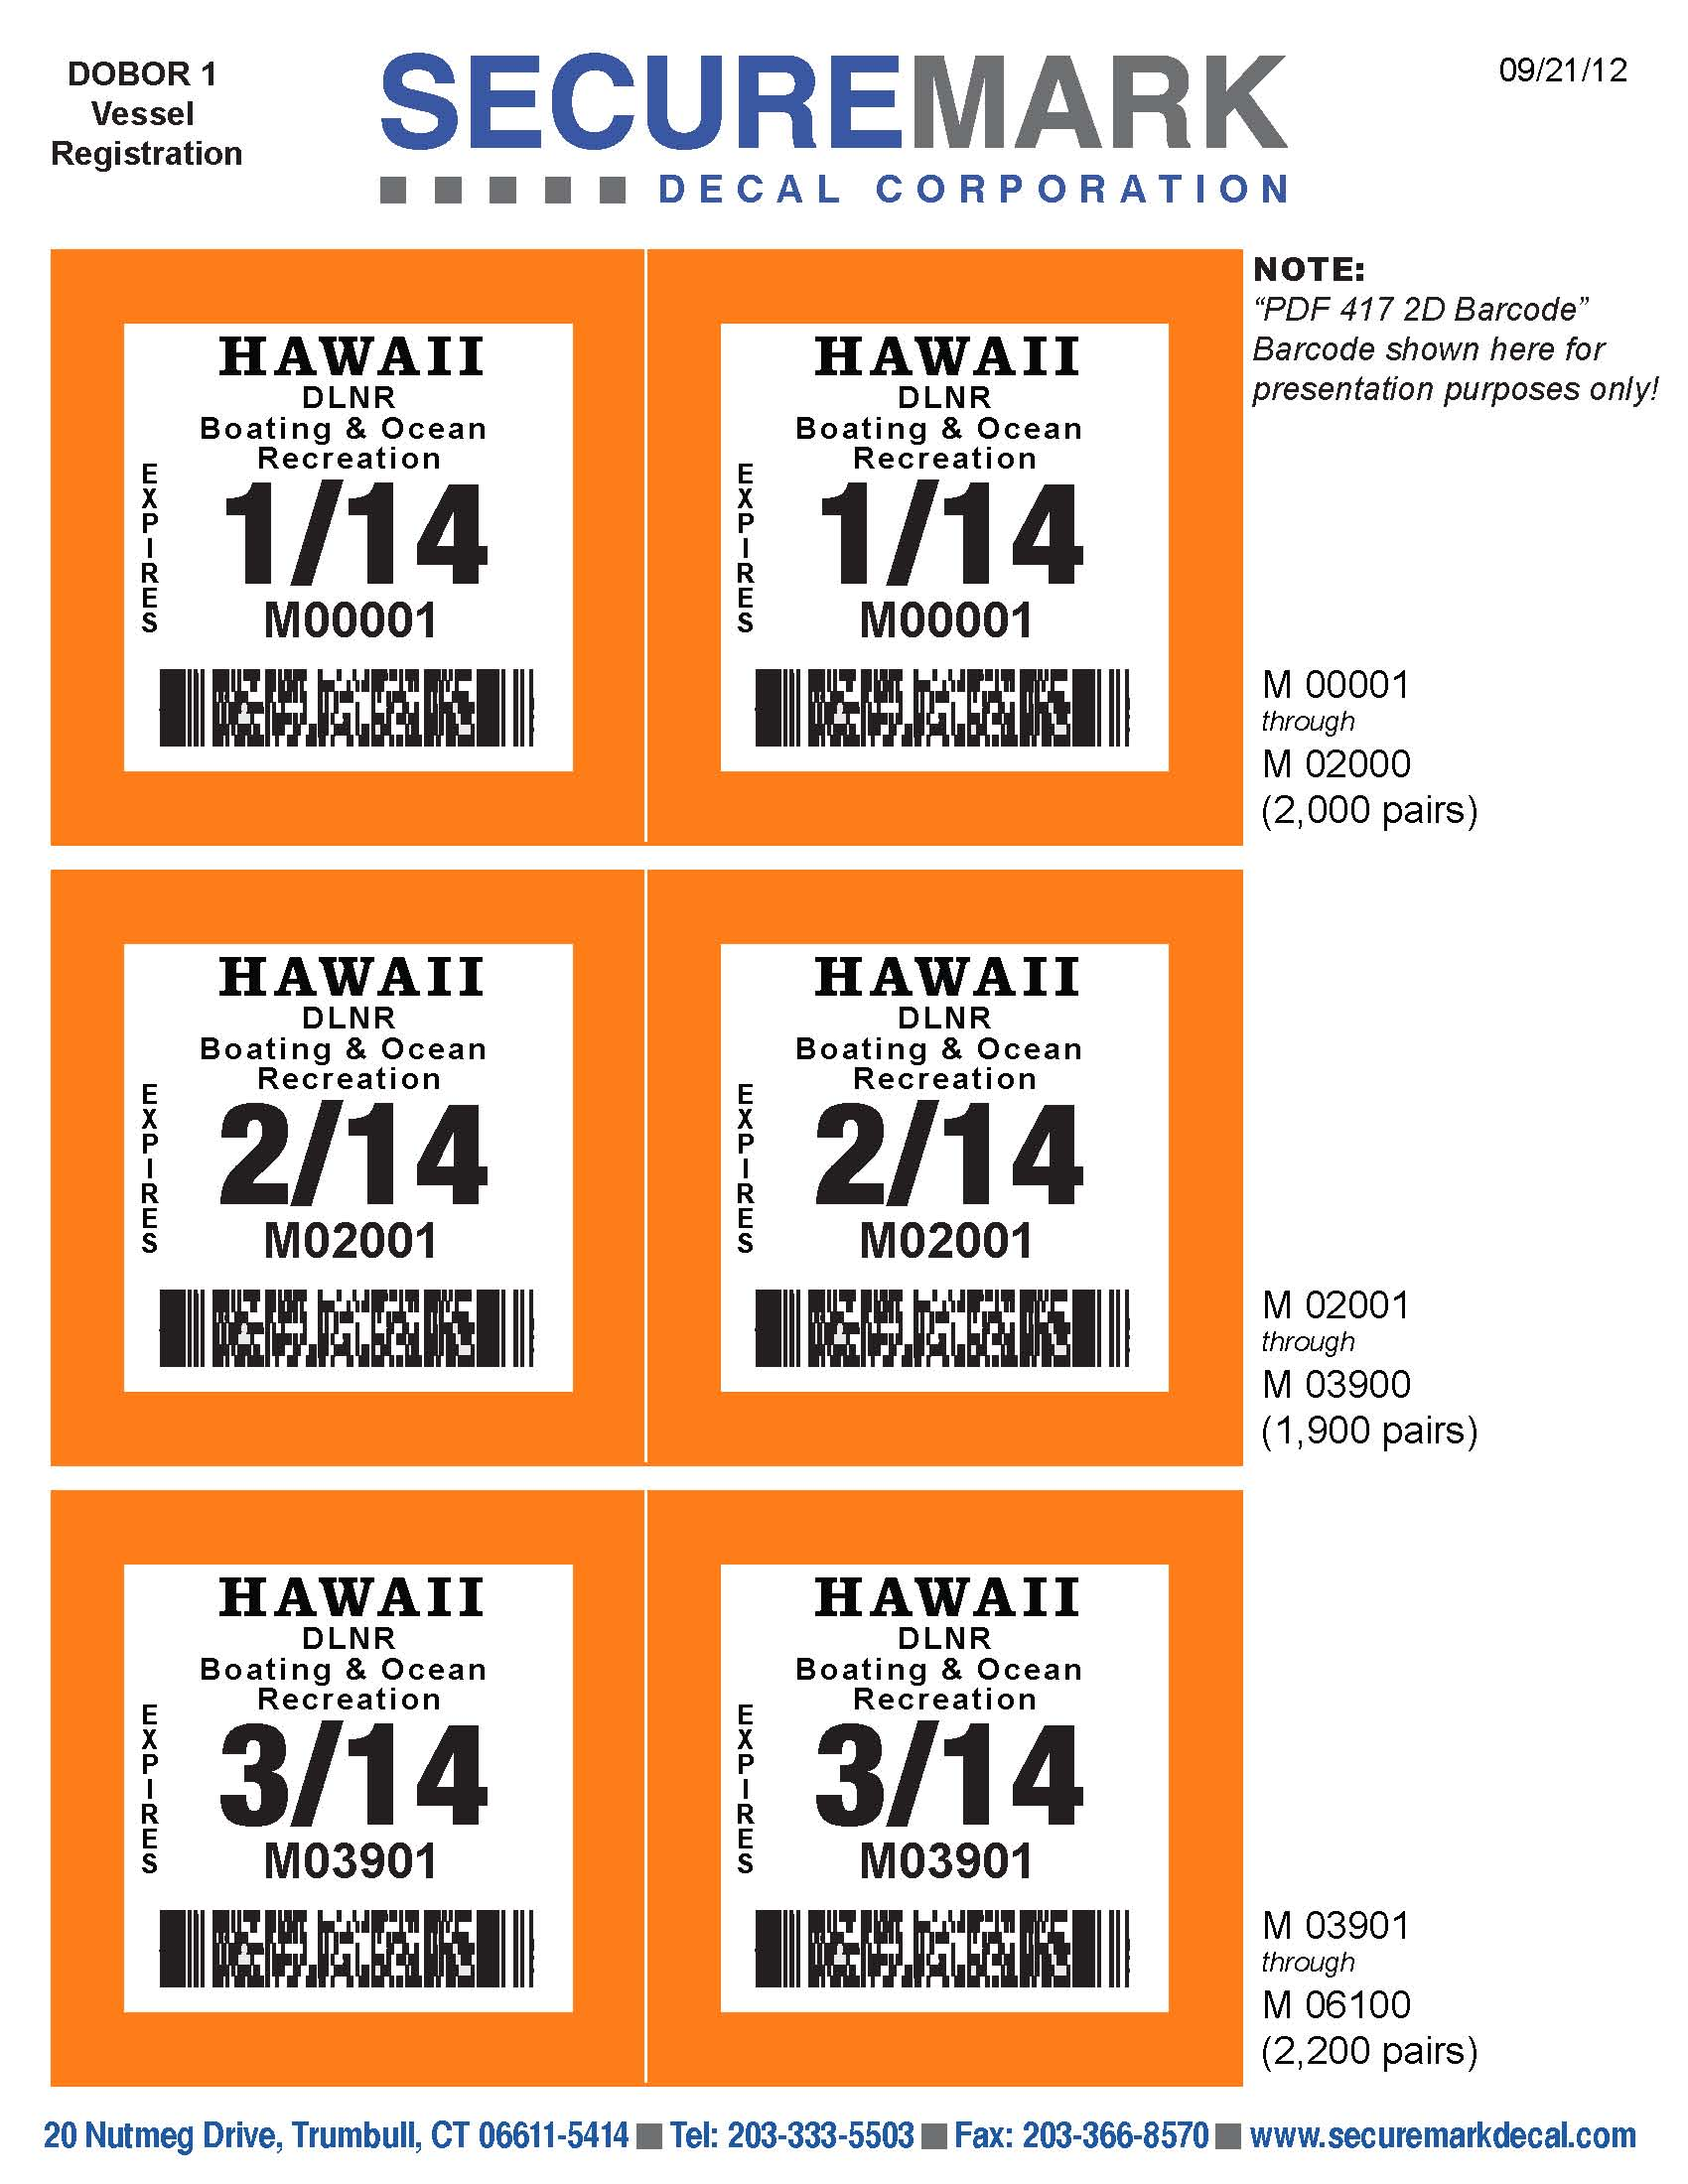 DOBOR 1
Vessel
Registration
SECUREMARK
DECAL CORPORATION
09/21/12
NOTE:
“PDF 417 2D Barcode”
Barcode shown here for
presentation purposes only!
HAWAII
DLNR
Boating & Ocean
Recreation
EXPIRES
1/14
M00001
HAWAII
DLNR
Boating & Ocean
Recreation
EXPIRES
1/14
M00001
M 00001
through
M 02000
(2,000 pairs)
HAWAII
DLNR
Boating & Ocean
Recreation
EXPIRES
2/14
M02001
HAWAII
DLNR
Boating & Ocean
Recreation
EXPIRES
2/14
M02001
M 02001
through
M 03900
(1,900 pairs)
HAWAII
DLNR
Boating & Ocean
Recreation
EXPIRES
3/14
M03901
HAWAII
DLNR
Boating & Ocean
Recreation
EXPIRES
3/14
M03901
M 03901
through
M 06100
(2,200 pairs)
20 Nutmeg Drive, Trumbull, CT 06611-5414 ■ Tel: 203-333-5503 ■ Fax: 203-366-8570 ■ www.securemarkdecal.com